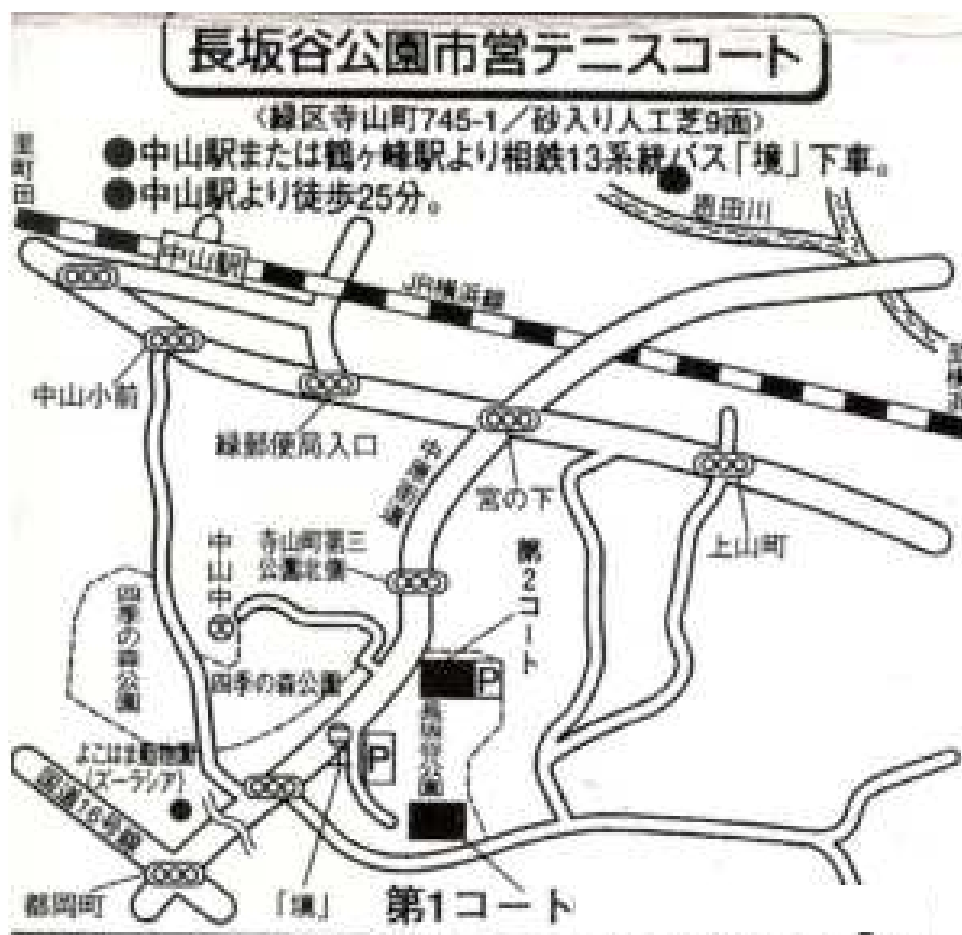 長坂谷公園市営テニスコート
(緑区寺山町745-1／砂入り人工芝9面)
●中山駅または鶴ヶ峰駅より相鉄13系統バス「境」下車。
●中山駅より徒歩25分。
恩田川
中山駅
JR横浜線
中山小前
緑郵便局入口
宮の下
上山町
中山中
寺山町第三
公園北側
第2コート
四季の森公園
四季の森公園
P
長坂谷公園
よこはま動物園
(ズーラシア)
P
国道16号線
都岡町
「境」
第1コート